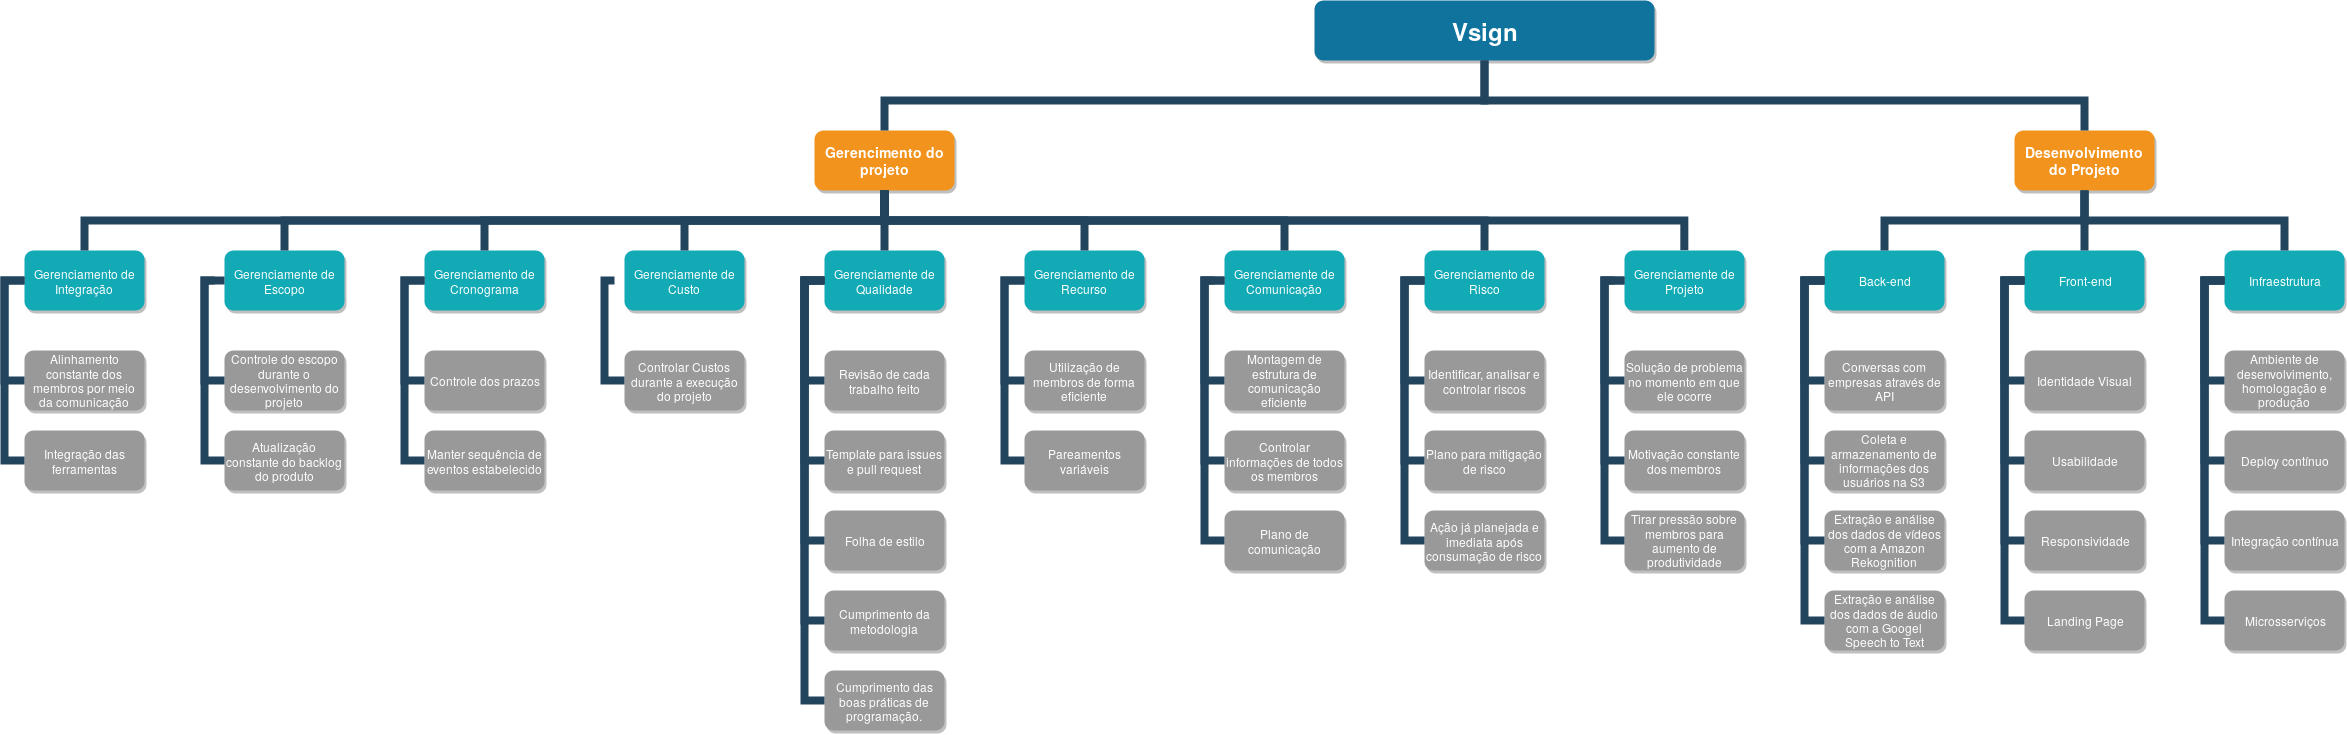 Vsign
Gerencimento do
projeto
Desenvolvimento
do Projeto
Gerenciamento de
Integração
Gerenciamente de
Escopo
Gerenciamento de
Cronograma
Gerenciamente de
Custo
Gerenciamente de
Qualidade
Gerenciamento de
Recurso
Gerenciamente de
Comunicação
Gerenciamento de
Risco
Gerenciamente de
Projeto
Back-end
Front-end
Infraestrutura
Alinhamento
constante dos
membros por meio
da comunicação
Integração das
ferramentas
Controle do escopo
durante o
desenvolvimento do
projeto
Atualização
constante do backlog
do produto
Controle dos prazos
Manter sequência de
eventos estabelecido
Controlar Custos
durante a execução
do projeto
Revisão de cada
trabalho feito
Template para issues
e pull request
Folha de estilo
Cumprimento da
metodologia
Cumprimento das
boas práticas de
programação.
Utilização de
membros de forma
eficiente
Pareamentos
variáveis
Montagem de
estrutura de
comunicação
eficiente
Controlar
informações de todos
os membros
Plano de
comunicação
Identificar, analisar e
controlar riscos
Plano para mitigação
de risco
Ação já planejada e
imediata após
consumação de risco
Solução de problema
no momento em que
ele ocorre
Motivação constante
dos membros
Tirar pressão sobre
membros para
aumento de
produtividade
Conversas com
empresas através de
API
Coleta e
armazenamento de
informações dos
usuários na S3
Extração e análise
dos dados de vídeos
com a Amazon
Rekognition
Extração e análise
dos dados de áudio
com a Googel
Speech to Text
Identidade Visual
Usabilidade
Responsividade
Landing Page
Ambiente de
desenvolvimento,
homologação e
produção
Deploy contínuo
Integração contínua
Microsserviços